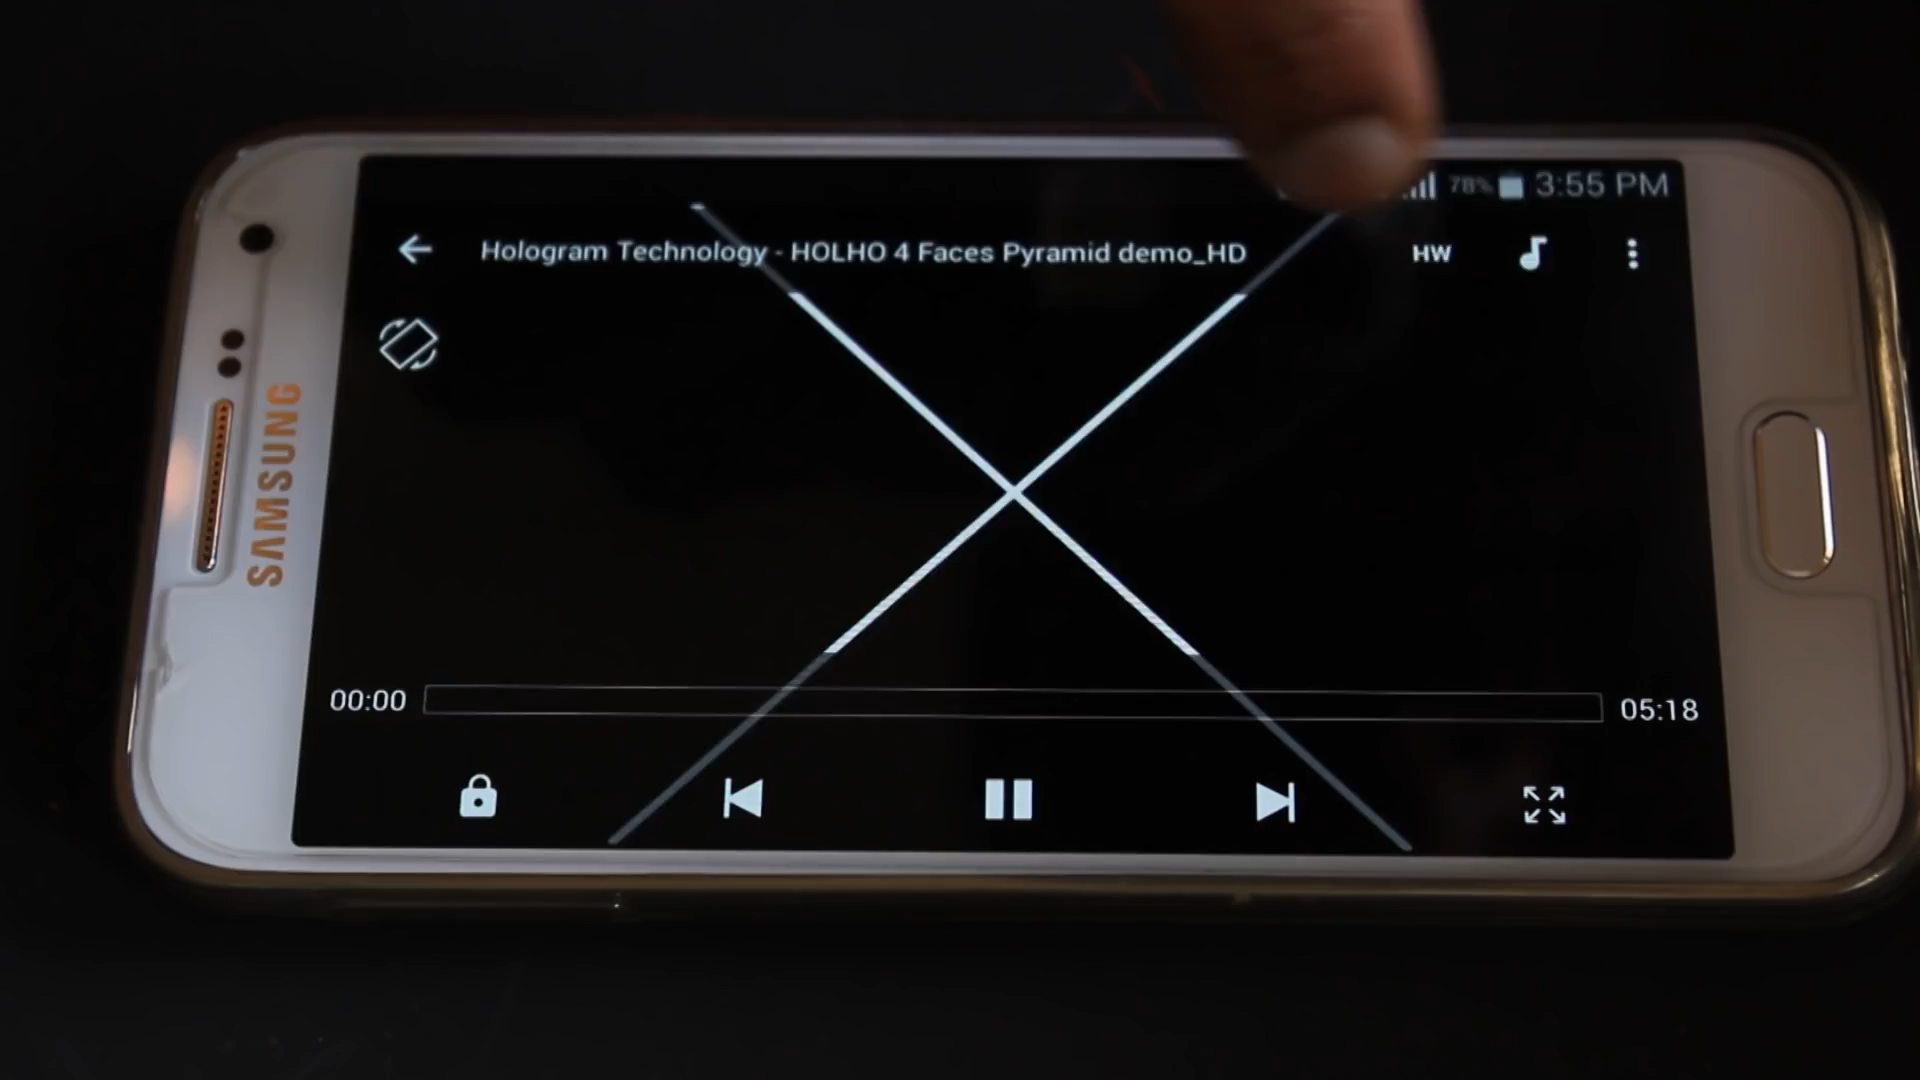 78% 3:55 PM
Hologram Technology - HOLHO 4 Faces Pyramid demo_HD HW
SAMSUNG
00:00 05:18